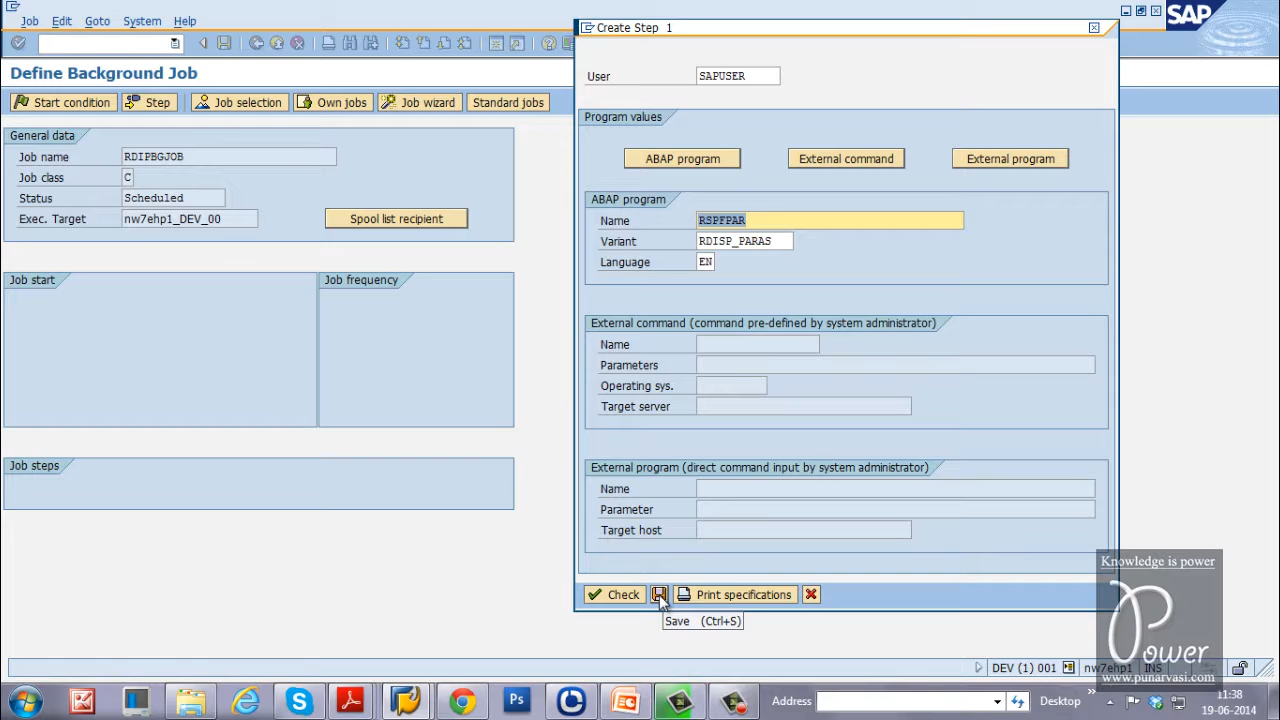 Job Edit Goto System Help
SAP
Define Background Job
Start condition Step Job selection Own jobs Job wizard Standard jobs
General data
Job name RDIPBGJOB
Job class C
Status Scheduled
Exec. Target nw7ehp1_DEV_00 Spool list recipient
Job start Job frequency
Job steps
Create Step 1
User SAPUSER
Program values
ABAP program External command External program
ABAP program
Name RSPFPAR
Variant RDISP_PARAS
Language EN
External command (command pre-defined by system administrator)
Name
Parameters
Operating sys.
Target server
External program (direct command input by system administrator)
Name
Parameter
Target host
Check Print specifications
Save (Ctrl+S)
Knowledge is power
Power
www.punarvasi.com
DEV (1) 001 nw7ehp1 INS
Address Desktop
11:38
19-06-2014